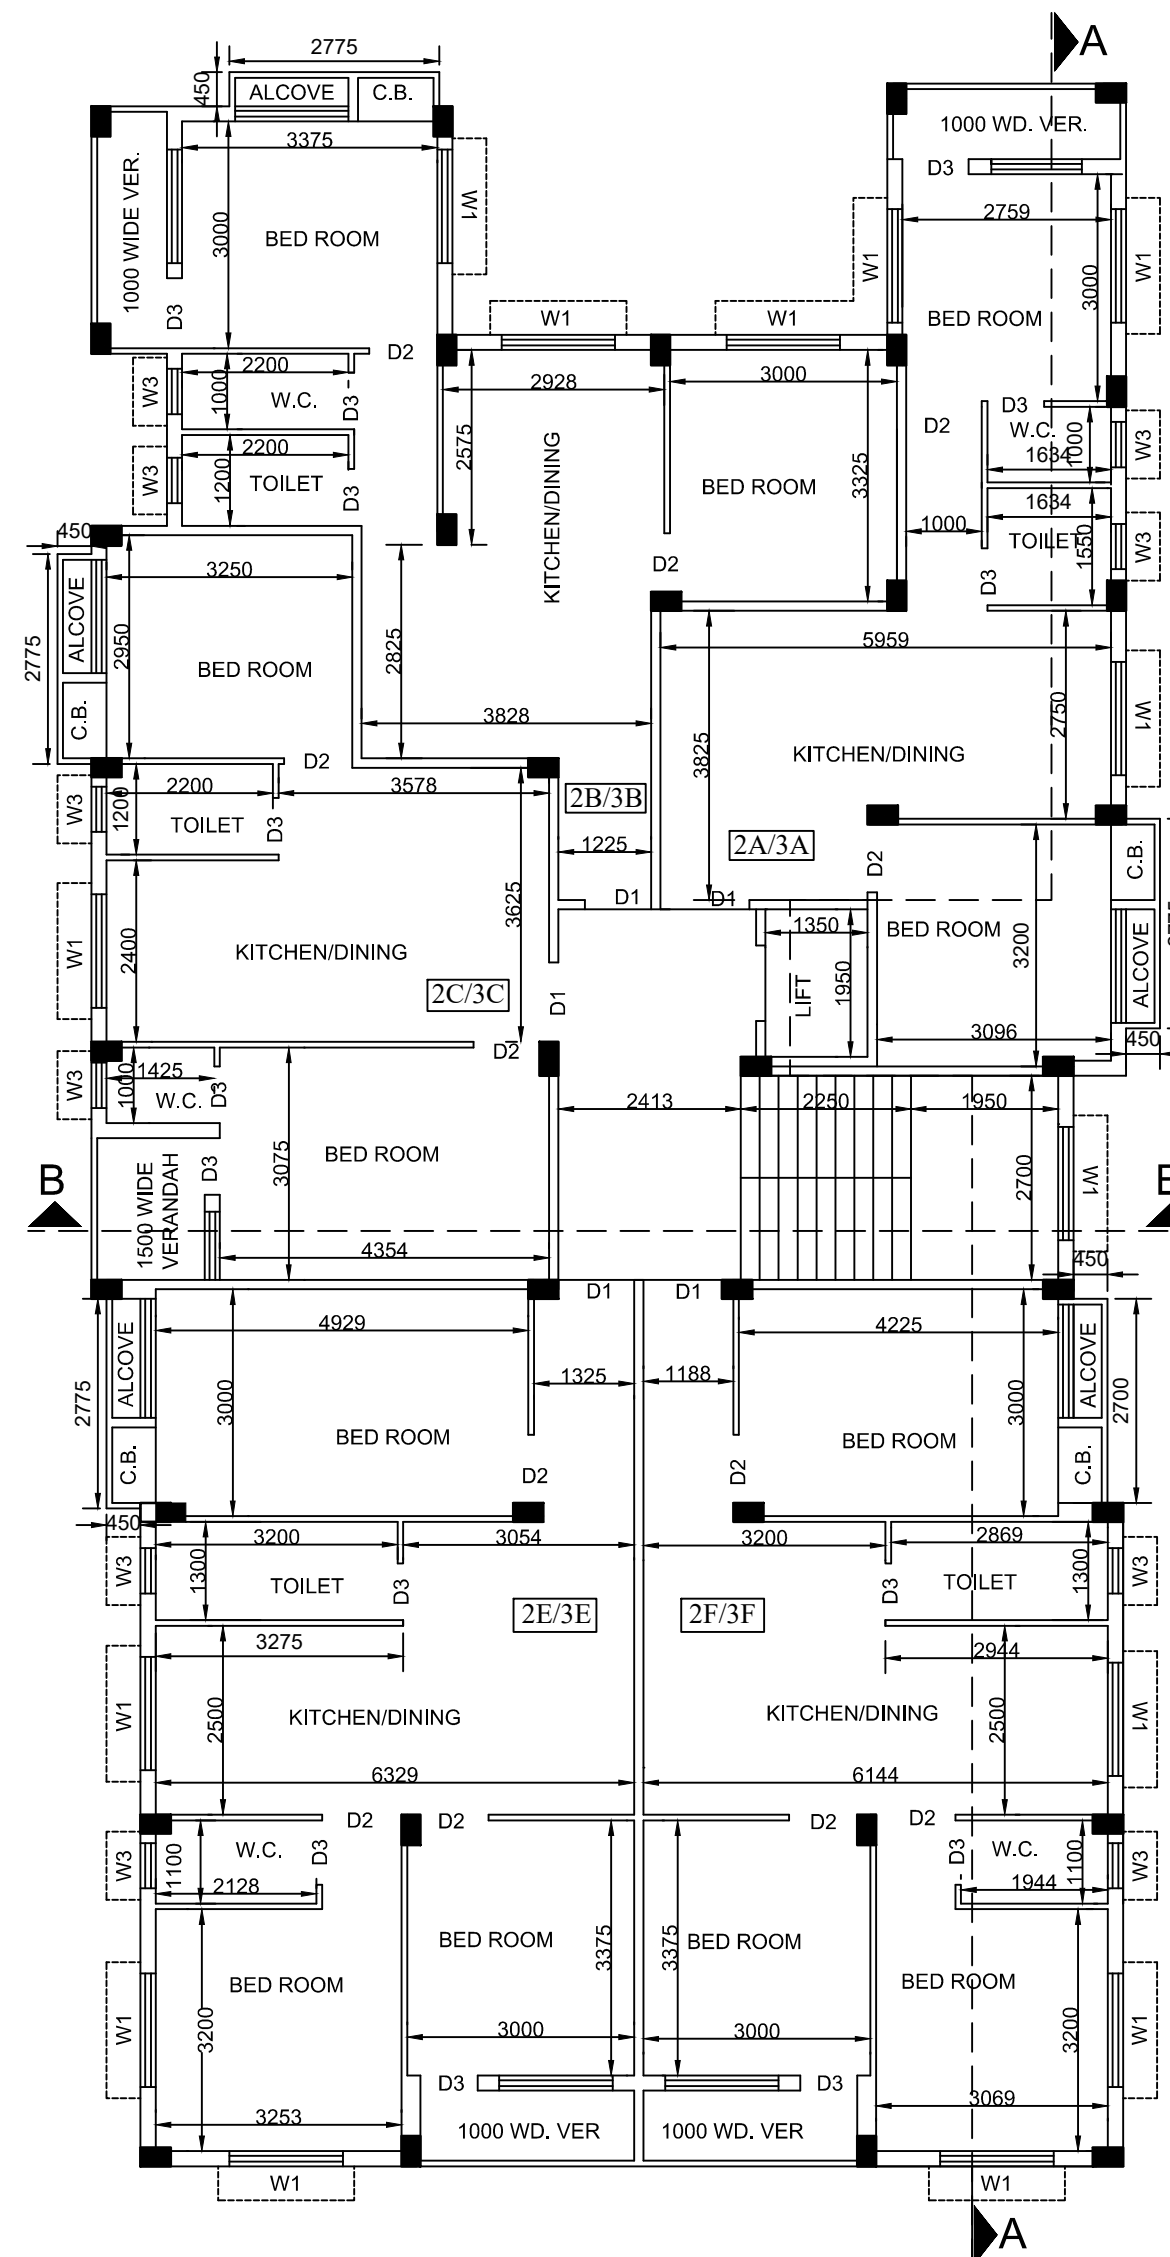 A
2775
450
ALCOVE
C.B.
1000 WD. VER.
3375
D3
1000 WIDE VER.
3000
BED ROOM
W1
2759
W1
3000
W1
BED ROOM
D3
W1
W1
D2
2200
2928
3000
W3
1000
W.C.
D3
D2
D3
W.C.
1000
W3
1634
2575
KITCHEN/DINING
3325
2200
W3
1200
TOILET
D3
BED ROOM
1634
450
1000
TOILET
1550
W3
D2
D3
3250
2775
ALCOVE
2950
BED ROOM
2825
5959
C.B.
3828
3825
KITCHEN/DINING
2750
W1
D2
2200
3578
2B/3B
W3
1200
TOILET
D3
1225
2A/3A
D2
C.B.
D1
D1
3625
W1
2400
KITCHEN/DINING
1350
BED ROOM
3200
ALCOVE
2C/3C
D1
LIFT
1950
3096
450
D2
W3
1000
1425
W.C.
D3
2413
2250
1950
3075
BED ROOM
D3
1500 WIDE
VERANDAH
2700
W1
B
4354
450
D1
D1
4929
4225
2775
ALCOVE
3000
1325
1188
3000
ALCOVE
2700
BED ROOM
BED ROOM
C.B.
D2
D2
C.B.
450
3200
3054
3200
2869
W3
1300
TOILET
D3
D3
TOILET
1300
W3
2E/3E
2F/3F
3275
2944
W1
2500
KITCHEN/DINING
KITCHEN/DINING
2500
W1
6329
6144
D2
D2
D2
D2
W3
1100
W.C.
D3
D3
W.C.
1100
W3
2128
1944
BED ROOM
3375
3375
BED ROOM
BED ROOM
BED ROOM
W1
3200
3000
3000
3200
W1
D3
D3
3253
1000 WD. VER
1000 WD. VER
3069
W1
W1
A